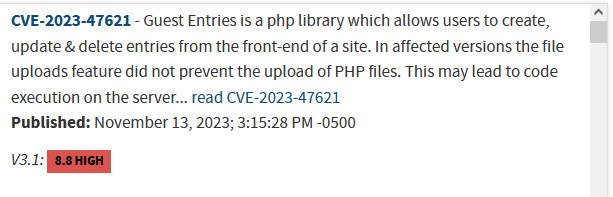 CVE-2023-47621 - Guest Entries is a php library which allows users to create,
update & delete entries from the front-end of a site. In affected versions the file
uploads feature did not prevent the upload of PHP files. This may lead to code
execution on the server... read CVE-2023-47621
Published: November 13, 2023; 3:15:28 PM -0500
V3.1: 8.8 HIGH